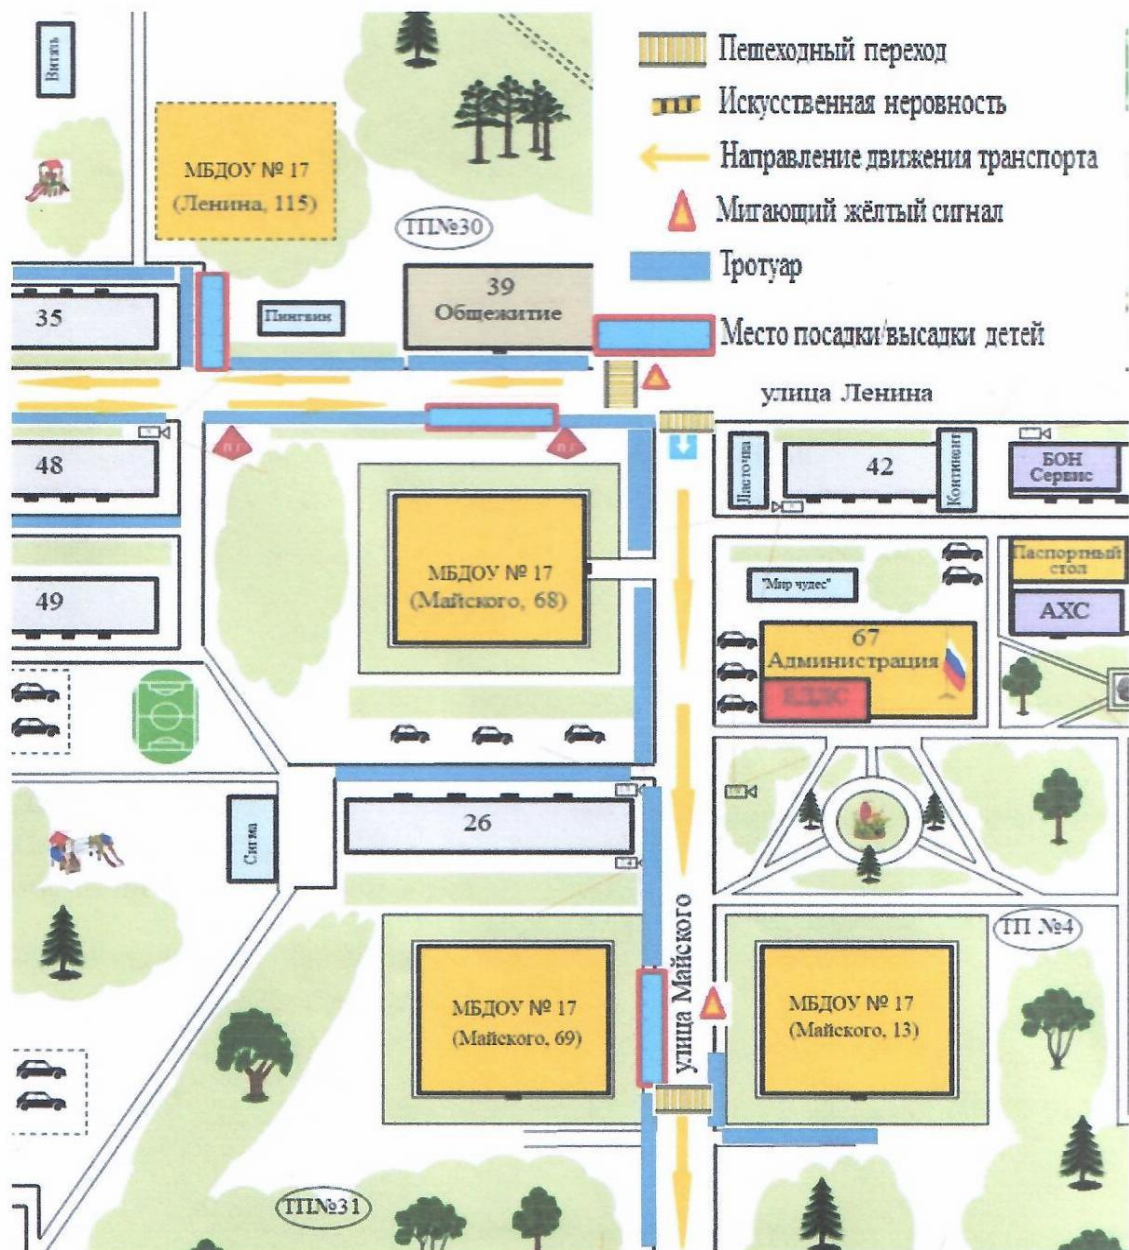 Витязь
Пешеходный переход
Искусственная неровность
Направление движения транспорта
Мигающий жёлтый сигнал
Тротуар
Место посадки/высадки детей
МБДОУ № 17
(Ленина, 115)
ТП№30
39
Общежитие
35
Пингвин
улица Ленина
48
Ласточка
42
Континент
БОН
Сервис
МБДОУ № 17
(Майского, 68)
49
"Мир чудес"
Паспортный
стол
АХС
67
Администрация
ЕДДС
26
Сигма
улица Майского
МБДОУ № 17
(Майского, 69)
МБДОУ № 17
(Майского, 13)
ТП №4
ТП№31